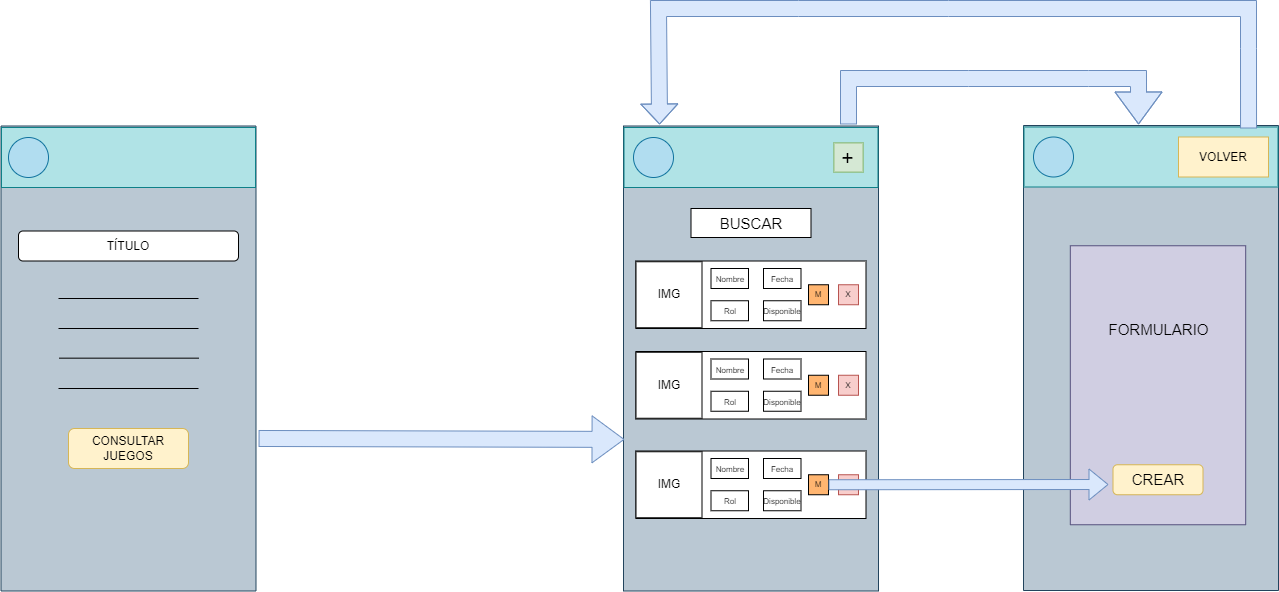 TÍTULO
CONSULTAR
JUEGOS
+
BUSCAR
IMG
Nombre
Fecha
M
X
Rol
Disponible
IMG
Nombre
Fecha
M
X
Rol
Disponible
IMG
Nombre
Fecha
M
Rol
Disponible
VOLVER
FORMULARIO
CREAR